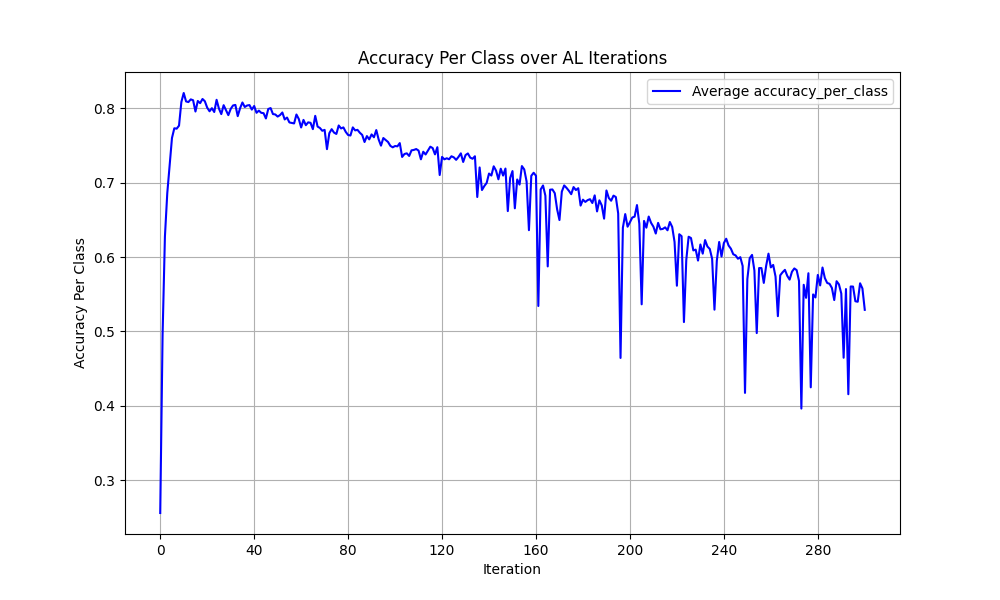 Accuracy Per Class over AL Iterations
Average accuracy_per_class
Accuracy Per Class
0.8
0.7
0.6
0.5
0.4
0.3
0 40 80 120 160 200 240 280
Iteration